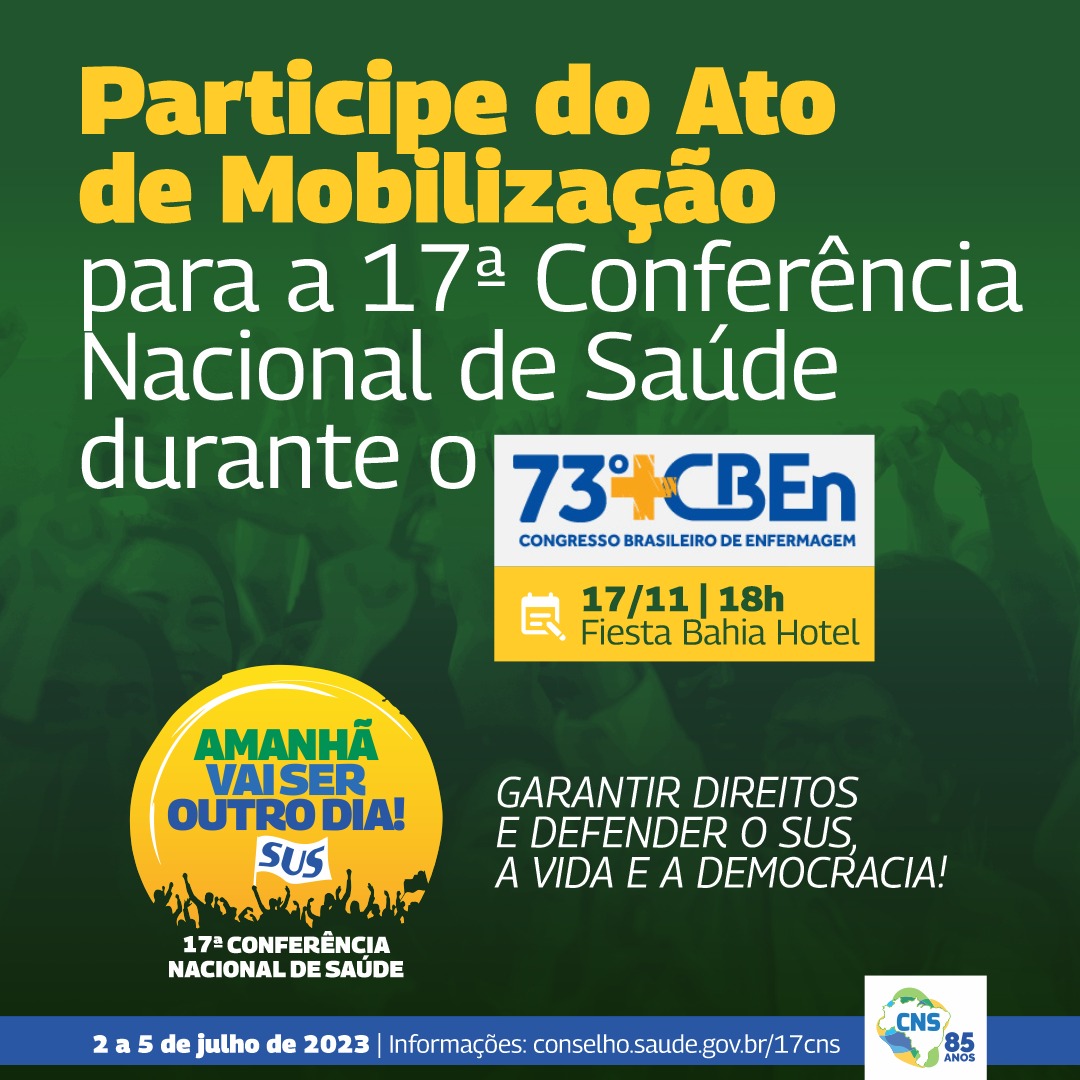 Participe do Ato
de Mobilização
para a 17ª Conferência
Nacional de Saúde
durante o
73º CBEn
CONGRESSO BRASILEIRO DE ENFERMAGEM
17/11 | 18h
Fiesta Bahia Hotel
AMANHÃ
VAI SER
OUTRO DIA!
SUS
17ª CONFERÊNCIA
NACIONAL DE SAÚDE
GARANTIR DIREITOS
E DEFENDER O SUS,
A VIDA E A DEMOCRACIA!
2 a 5 de julho de 2023 | Informações: conselho.saude.gov.br/17cns
CNS
85
ANOS